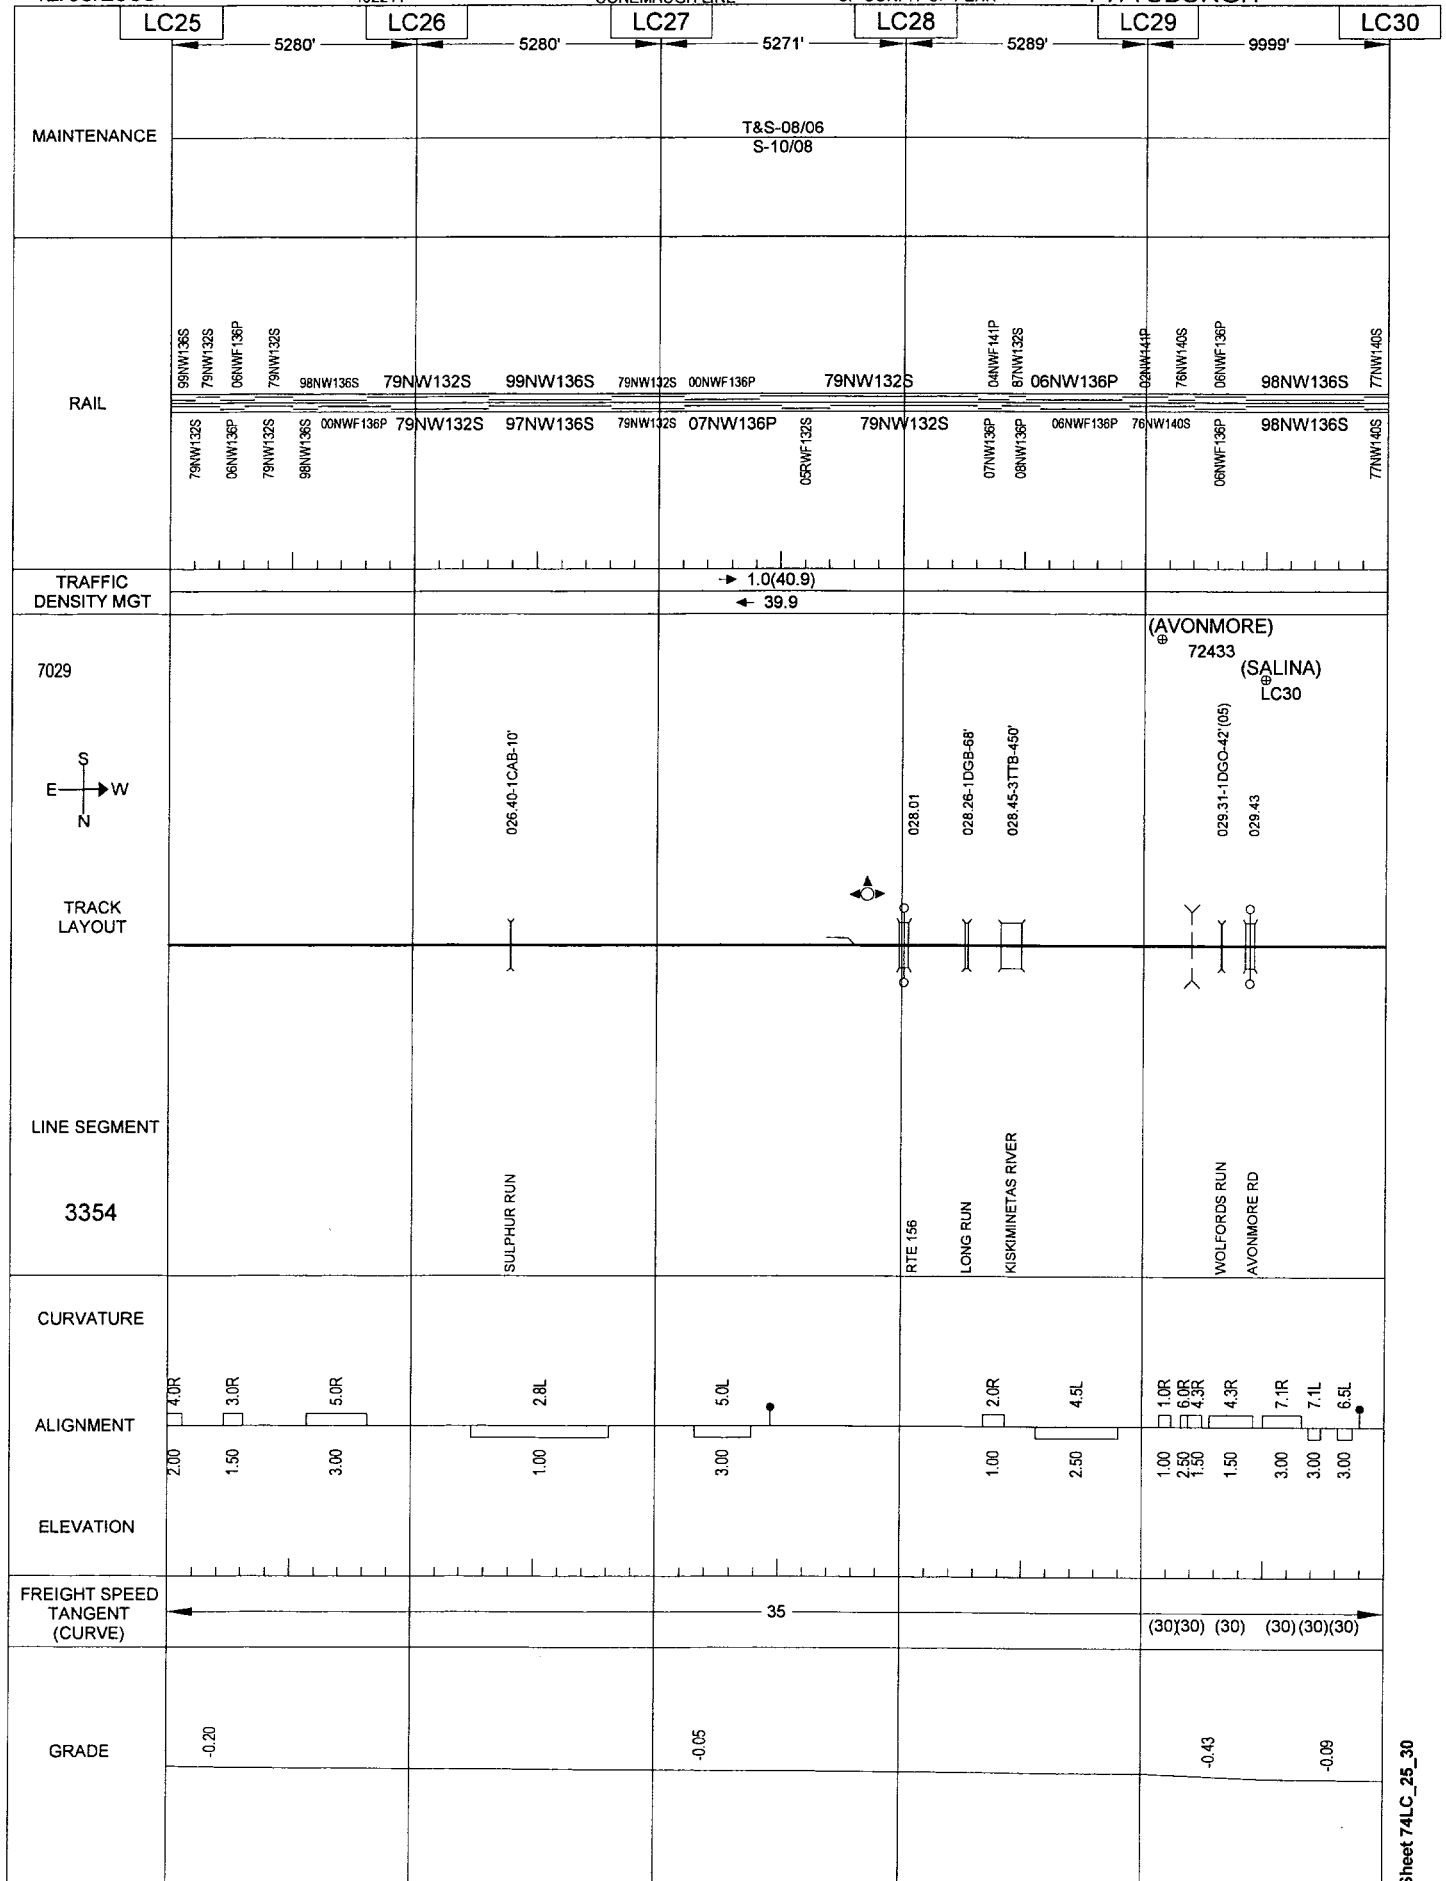 LC25 LC26 LC27 LC28 LC29 LC30
5280' 5280' 5271' 5289' 9999'
MAINTENANCE
T&S-08/06
S-10/08
RAIL
99NW136S 79NW132S 06NWF136P 79NW132S 98NW136S 79NW132S 99NW136S 79NW132S 00NWF136P 79NW132S 04NWF141P 87NW132S 06NW136P 02NW141P 76NW140S 06NWF136P 98NW136S 77NW140S
79NW132S 06NW136P 79NW132S 98NW136S 00NWF136P 79NW132S 97NW136S 79NW132S 07NW136P 05RWF132S 79NW132S 07NW136P 08NW136P 06NWF136P 76NW140S 06NWF136P 98NW136S 77NW140S
TRAFFIC
DENSITY MGT
1.0(40.9)
39.9
(AVONMORE)
72433
(SALINA)
LC30
7029
S
E W
N
026.40-1CAB-10' 028.01 028.26-1DGB-68' 028.45-3TTB-450' 029.31-1DGO-42'(05) 029.43
TRACK
LAYOUT
LINE SEGMENT
3354
SULPHUR RUN RTE 156 LONG RUN KISKIMINETAS RIVER WOLFORDS RUN AVONMORE RD
CURVATURE
4.0R 3.0R 5.0R 2.8L 5.0L 2.0R 4.5L 1.0R 6.0R 4.3R 4.3R 7.1R 7.1L 6.5L
ALIGNMENT
2.00 1.50 3.00 1.00 3.00 1.00 2.50 1.00 2.50 1.50 1.50 3.00 3.00 3.00
ELEVATION
FREIGHT SPEED
TANGENT
(CURVE)
35
(30)(30) (30) (30)(30)(30)
GRADE
-0.20 -0.05 -0.43 -0.09
Sheet 74LC_25_30